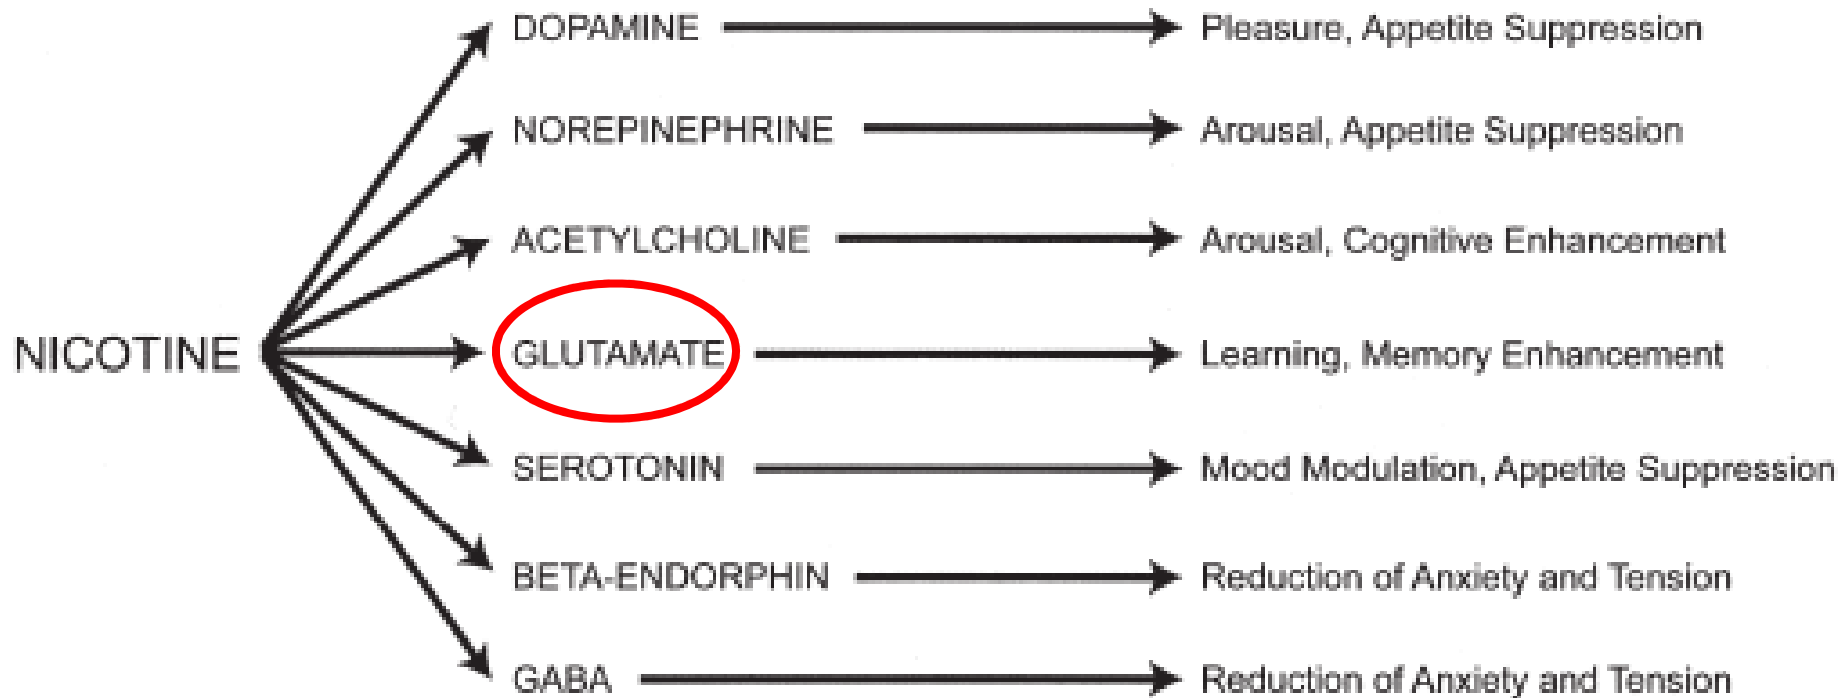 DOPAMINE Pleasure, Appetite Suppression
NOREPINEPHRINE Arousal, Appetite Suppression
ACETYLCHOLINE Arousal, Cognitive Enhancement
NICOTINE GLUTAMATE Learning, Memory Enhancement
SEROTONIN Mood Modulation, Appetite Suppression
BETA-ENDORPHIN Reduction of Anxiety and Tension
GABA Reduction of Anxiety and Tension